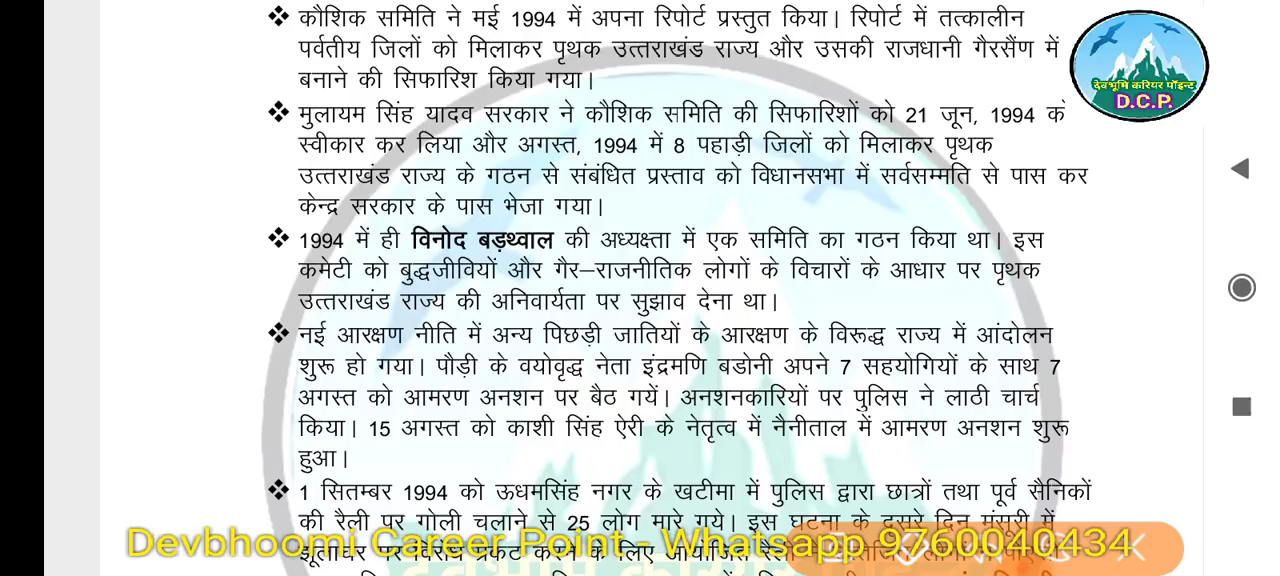 ❖ कौशिक समिति ने मई 1994 में अपना रिपोर्ट प्रस्तुत किया। रिपोर्ट में तत्कालीन
पर्वतीय जिलों को मिलाकर पृथक उत्तराखंड राज्य और उसकी राजधानी गैरसैंण में
बनाने की सिफारिश किया गया।
❖ मुलायम सिंह यादव सरकार ने कौशिक समिति की सिफारिशों को 21 जून, 1994 को
स्वीकार कर लिया और अगस्त, 1994 में 8 पहाड़ी जिलों को मिलाकर पृथक
उत्तराखंड राज्य के गठन से संबंधित प्रस्ताव को विधानसभा में सर्वसम्मति से पास कर
केन्द्र सरकार के पास भेजा गया।
❖ 1994 में ही विनोद बड़थ्वाल की अध्यक्ष्ता में एक समिति का गठन किया था। इस
कमेटी को बुद्धजीवियों और गैर–राजनीतिक लोगों के विचारों के आधार पर पृथक
उत्तराखंड राज्य की अनिवार्यता पर सुझाव देना था।
❖ नई आरक्षण नीति में अन्य पिछड़ी जातियों के आरक्षण के विरूद्ध राज्य में आंदोलन
शुरू हो गया। पौड़ी के वयोवृद्ध नेता इंद्रमणि बडोनी अपने 7 सहयोगियों के साथ 7
अगस्त को आमरण अनशन पर बैठ गयें। अनशनकारियों पर पुलिस ने लाठी चार्च
किया। 15 अगस्त को काशी सिंह ऐरी के नेतृत्व में नैनीताल में आमरण अनशन शुरू
हुआ।
❖ 1 सितम्बर 1994 को ऊधमसिंह नगर के खटीमा में पुलिस द्वारा छात्रों तथा पूर्व सैनिकों
की रैली पर गोली चलाने से 25 लोग मारे गये। इस घटना के दूसरे दिन मंसूरी में
झूलाघर पर विरोध प्रकट करने के लिए आयोजित
Devbhoomi Career Point - Whatsapp 9760040434
देवभूमि करियर पॉइन्ट
D.C.P.